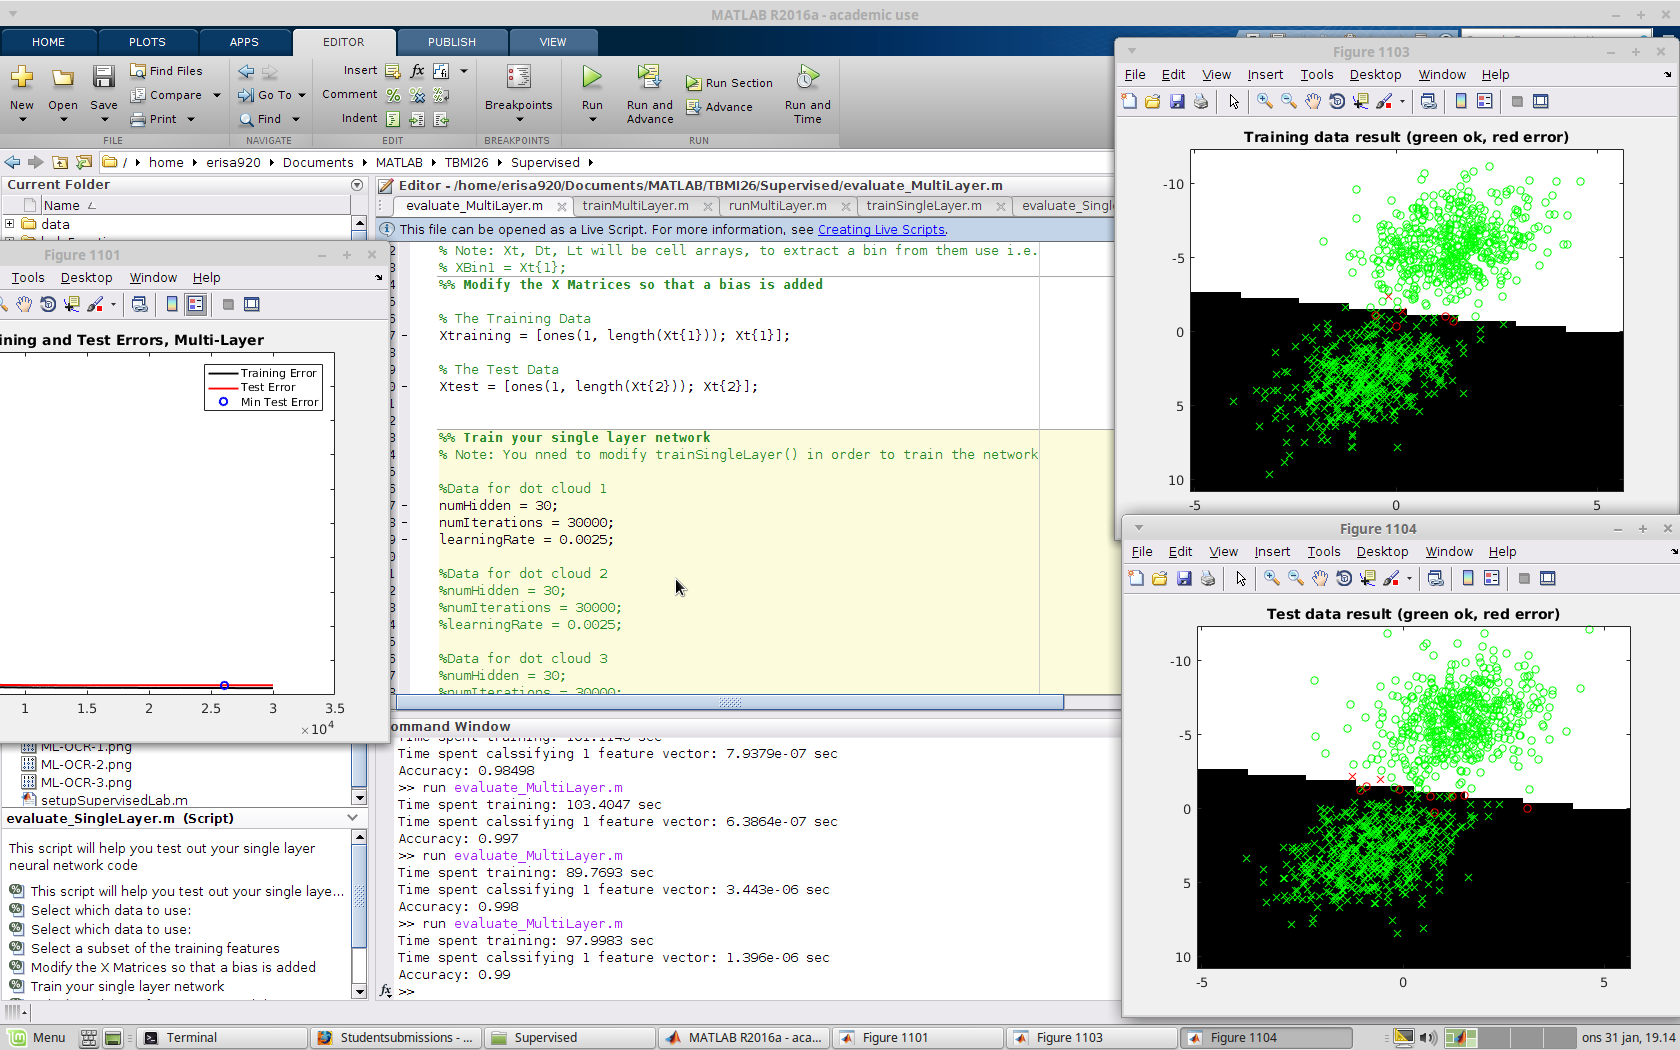 MATLAB R2016a - academic use
HOME PLOTS APPS EDITOR PUBLISH VIEW
New Open Save
Find Files
Compare
Print
FILE
Go To
Find
NAVIGATE
Insert
Comment
Indent
EDIT
Breakpoints
BREAKPOINTS
Run
Run and Advance
Run Section
Advance
Run and Time
RUN
/ home erisa920 Documents MATLAB TBMI26 Supervised
Current Folder
Name
data
Editor - /home/erisa920/Documents/MATLAB/TBMI26/Supervised/evaluate_MultiLayer.m
evaluate_MultiLayer.m trainMultiLayer.m runMultiLayer.m trainSingleLayer.m evaluate_Singl
This file can be opened as a Live Script. For more information, see Creating Live Scripts.
% Note: Xt, Dt, Lt will be cell arrays, to extract a bin from them use i.e.
% XBin1 = Xt{1};
%% Modify the X Matrices so that a bias is added
% The Training Data
Xtraining = [ones(1, length(Xt{1})); Xt{1}];
% The Test Data
Xtest = [ones(1, length(Xt{2})); Xt{2}];
%% Train your single layer network
% Note: You nned to modify trainSingleLayer() in order to train the network
%Data for dot cloud 1
numHidden = 30;
numIterations = 30000;
learningRate = 0.0025;
%Data for dot cloud 2
%numHidden = 30;
%numIterations = 30000;
%learningRate = 0.0025;
%Data for dot cloud 3
%numHidden = 30;
%numIterations = 30000;
Figure 1101
Tools Desktop Window Help
ining and Test Errors, Multi-Layer
Training Error
Test Error
Min Test Error
1 1.5 2 2.5 3 3.5
×10^4
ML-OCR-1.png
ML-OCR-2.png
ML-OCR-3.png
setupSupervisedLab.m
evaluate_SingleLayer.m (Script)
This script will help you test out your single layer
neural network code
This script will help you test out your single laye...
Select which data to use:
Select which data to use:
Select a subset of the training features
Modify the X Matrices so that a bias is added
Train your single layer network
ommand Window
Time spent calssifying 1 feature vector: 7.9379e-07 sec
Accuracy: 0.98498
>> run evaluate_MultiLayer.m
Time spent training: 103.4047 sec
Time spent calssifying 1 feature vector: 6.3864e-07 sec
Accuracy: 0.997
>> run evaluate_MultiLayer.m
Time spent training: 89.7693 sec
Time spent calssifying 1 feature vector: 3.443e-06 sec
Accuracy: 0.998
>> run evaluate_MultiLayer.m
Time spent training: 97.9983 sec
Time spent calssifying 1 feature vector: 1.396e-06 sec
Accuracy: 0.99
fx >>
Figure 1103
File Edit View Insert Tools Desktop Window Help
Training data result (green ok, red error)
-10
-5
0
5
10
-5 0 5
Figure 1104
File Edit View Insert Tools Desktop Window Help
Test data result (green ok, red error)
-10
-5
0
5
10
-5 0 5
Menu Terminal Studentsubmissions - ... Supervised MATLAB R2016a - aca... Figure 1101 Figure 1103 Figure 1104 ons 31 jan, 19.14